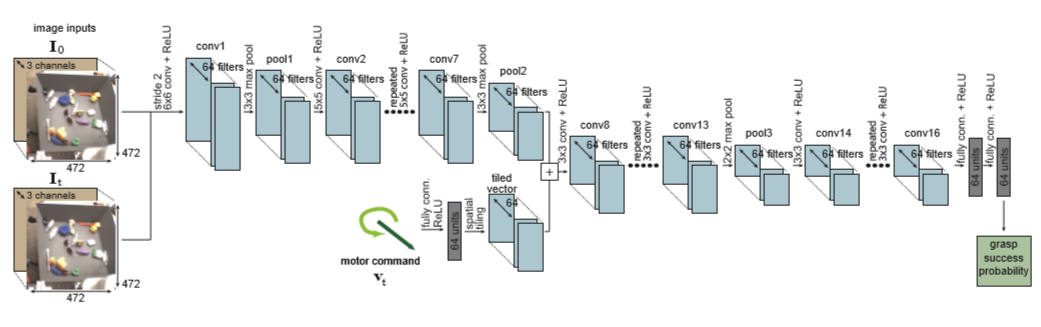 image inputs
I0
3 channels
472
472
It
3 channels
472
472
stride 2
6x6 conv + ReLU
conv1
64 filters
3x3 max pool
pool1
64 filters
5x5 conv + ReLU
conv2
64 filters
repeated
5x5 conv + ReLU
conv7
64 filters
3x3 max pool
pool2
64 filters
motor command
vt
fully conn.
ReLU
64 units
spatial
tiling
tiled
vector
64
+
3x3 conv + ReLU
conv8
64 filters
repeated
3x3 conv + ReLU
conv13
64 filters
2x2 max pool
pool3
64 filters
3x3 conv + ReLU
conv14
64 filters
repeated
3x3 conv + ReLU
conv16
64 filters
fully conn. + ReLU
64 units
fully conn. + ReLU
64 units
grasp
success
probability